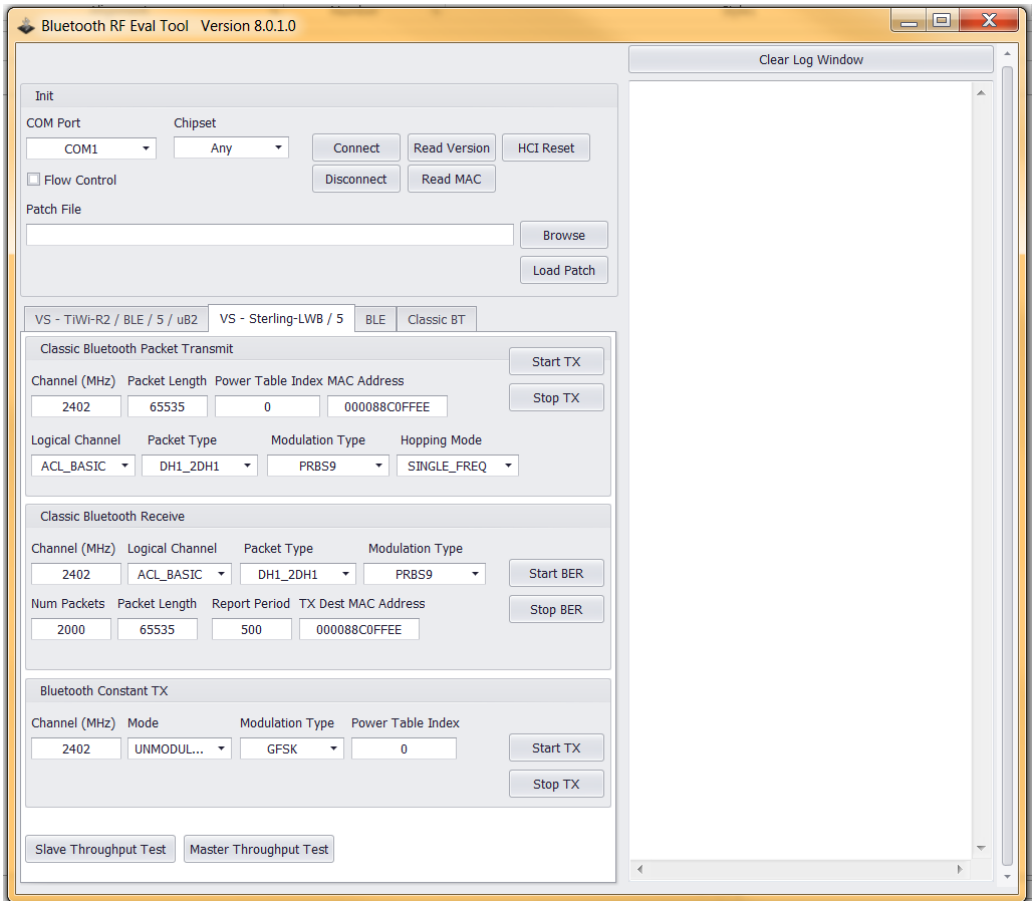 Bluetooth RF Eval Tool Version 8.0.1.0
Clear Log Window
Init
COM Port Chipset
COM1 Any Connect Read Version HCI Reset
Flow Control Disconnect Read MAC
Patch File
Browse
Load Patch
VS - TiWi-R2 / BLE / 5 / uB2 VS - Sterling-LWB / 5 BLE Classic BT
Classic Bluetooth Packet Transmit
Start TX
Channel (MHz) Packet Length Power Table Index MAC Address
2402 65535 0 000088C0FFEE Stop TX
Logical Channel Packet Type Modulation Type Hopping Mode
ACL_BASIC DH1_2DH1 PRBS9 SINGLE_FREQ
Classic Bluetooth Receive
Channel (MHz) Logical Channel Packet Type Modulation Type
2402 ACL_BASIC DH1_2DH1 PRBS9 Start BER
Num Packets Packet Length Report Period TX Dest MAC Address Stop BER
2000 65535 500 000088C0FFEE
Bluetooth Constant TX
Channel (MHz) Mode Modulation Type Power Table Index
2402 UNMODUL... GFSK 0 Start TX
Stop TX
Slave Throughput Test Master Throughput Test